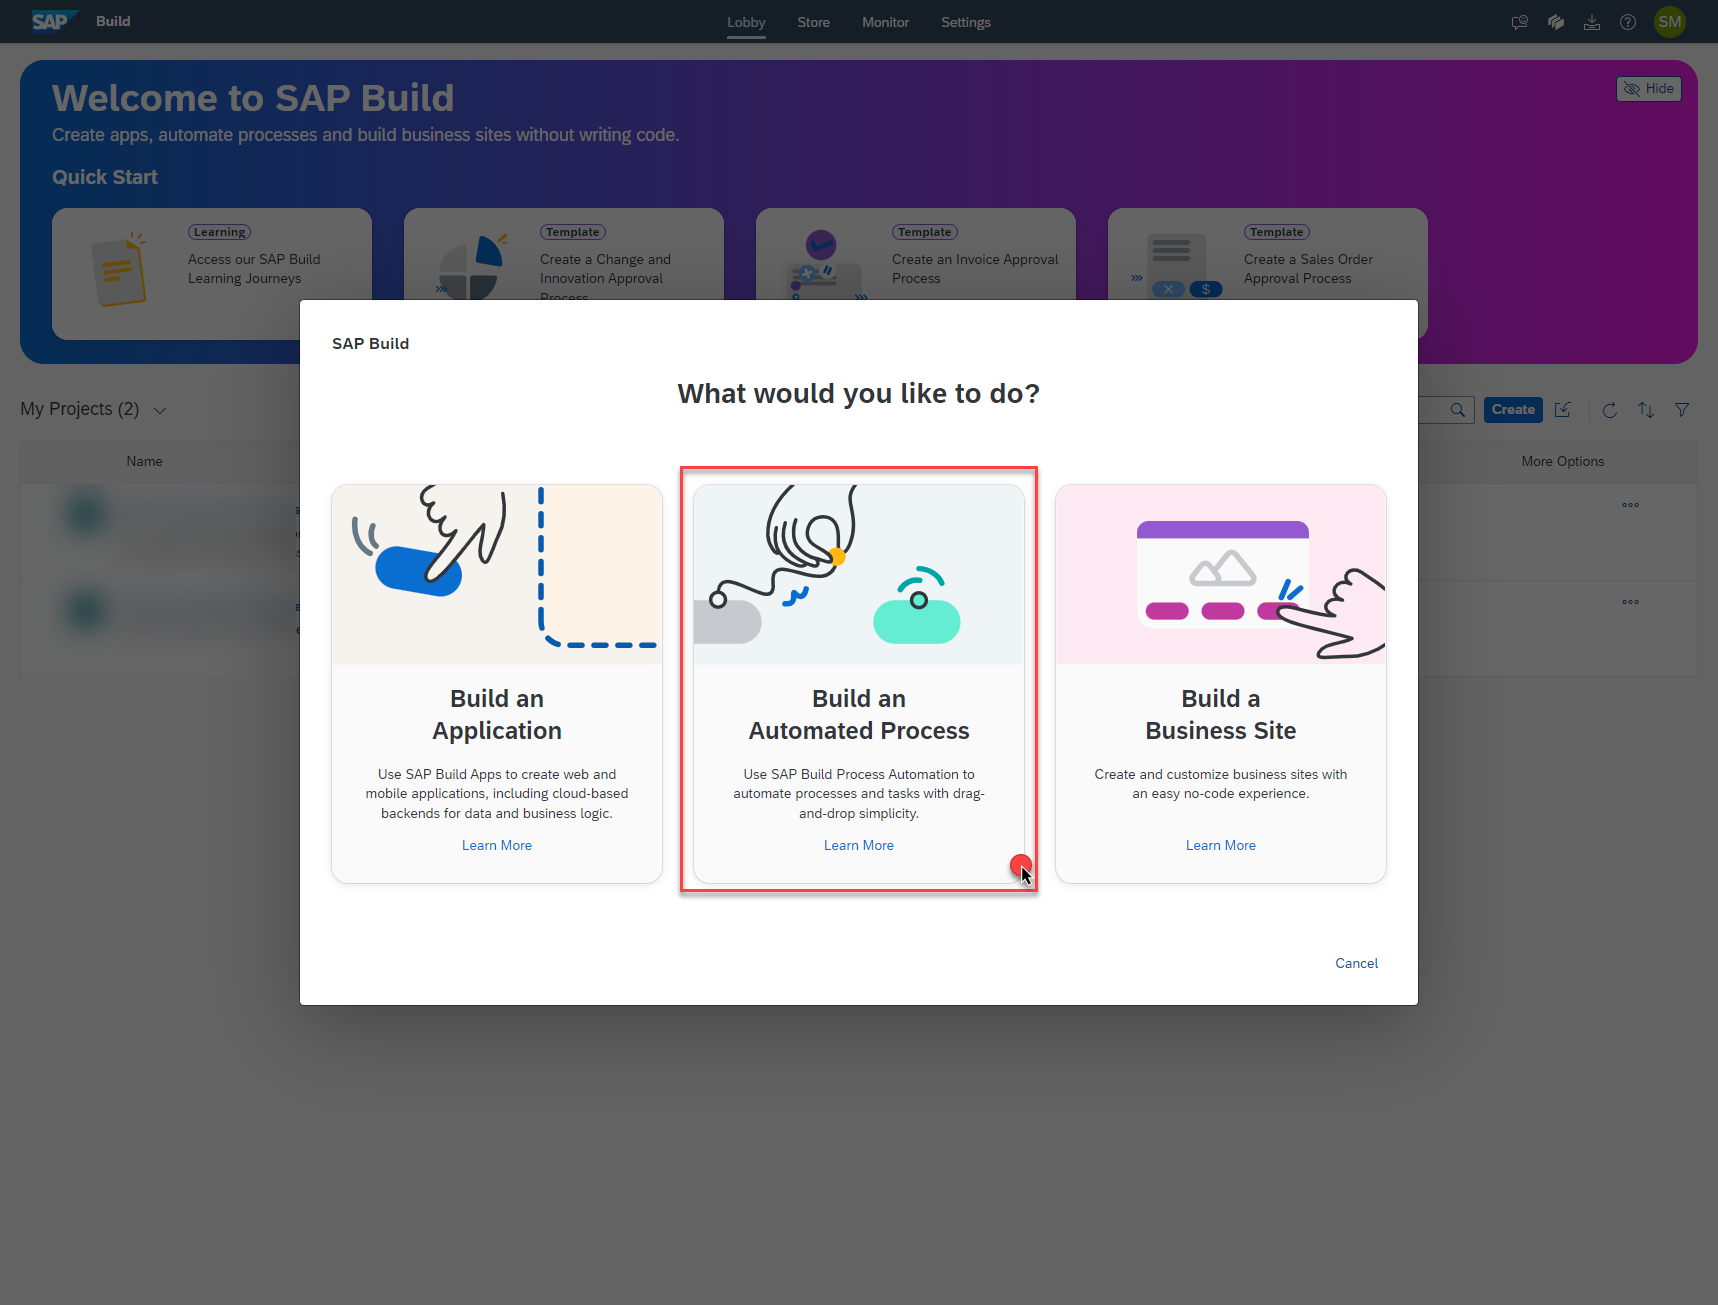 SAP Build
Lobby Store Monitor Settings
SM
Welcome to SAP Build
Hide
Create apps, automate processes and build business sites without writing code.
Quick Start
Learning
Access our SAP Build
Learning Journeys
Template
Create a Change and
Innovation Approval
Process
Template
Create an Invoice Approval
Process
Template
Create a Sales Order
Approval Process
My Projects (2)
Create
Name
More Options
SAP Build
What would you like to do?
Build an
Application
Use SAP Build Apps to create web and
mobile applications, including cloud-based
backends for data and business logic.
Learn More
Build an
Automated Process
Use SAP Build Process Automation to
automate processes and tasks with drag-
and-drop simplicity.
Learn More
Build a
Business Site
Create and customize business sites with
an easy no-code experience.
Learn More
Cancel